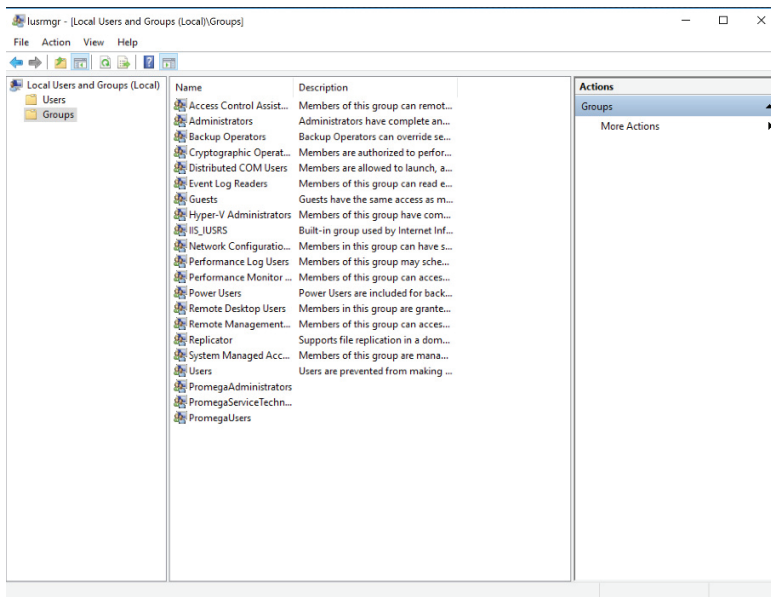 lusrmgr - [Local Users and Groups (Local)\Groups]
File Action View Help
Local Users and Groups (Local)
Users
Groups
Name Description
Access Control Assist... Members of this group can remot...
Administrators Administrators have complete an...
Backup Operators Backup Operators can override se...
Cryptographic Operat... Members are authorized to perfor...
Distributed COM Users Members are allowed to launch, a...
Event Log Readers Members of this group can read e...
Guests Guests have the same access as m...
Hyper-V Administrators Members of this group have com...
IIS_IUSRS Built-in group used by Internet Inf...
Network Configuratio... Members in this group can have s...
Performance Log Users Members of this group may sche...
Performance Monitor ... Members of this group can acces...
Power Users Power Users are included for back...
Remote Desktop Users Members in this group are grante...
Remote Management... Members of this group can acces...
Replicator Supports file replication in a dom...
System Managed Acc... Members of this group are mana...
Users Users are prevented from making ...
PromegaAdministrators
PromegaServiceTechn...
PromegaUsers
Actions
Groups
More Actions